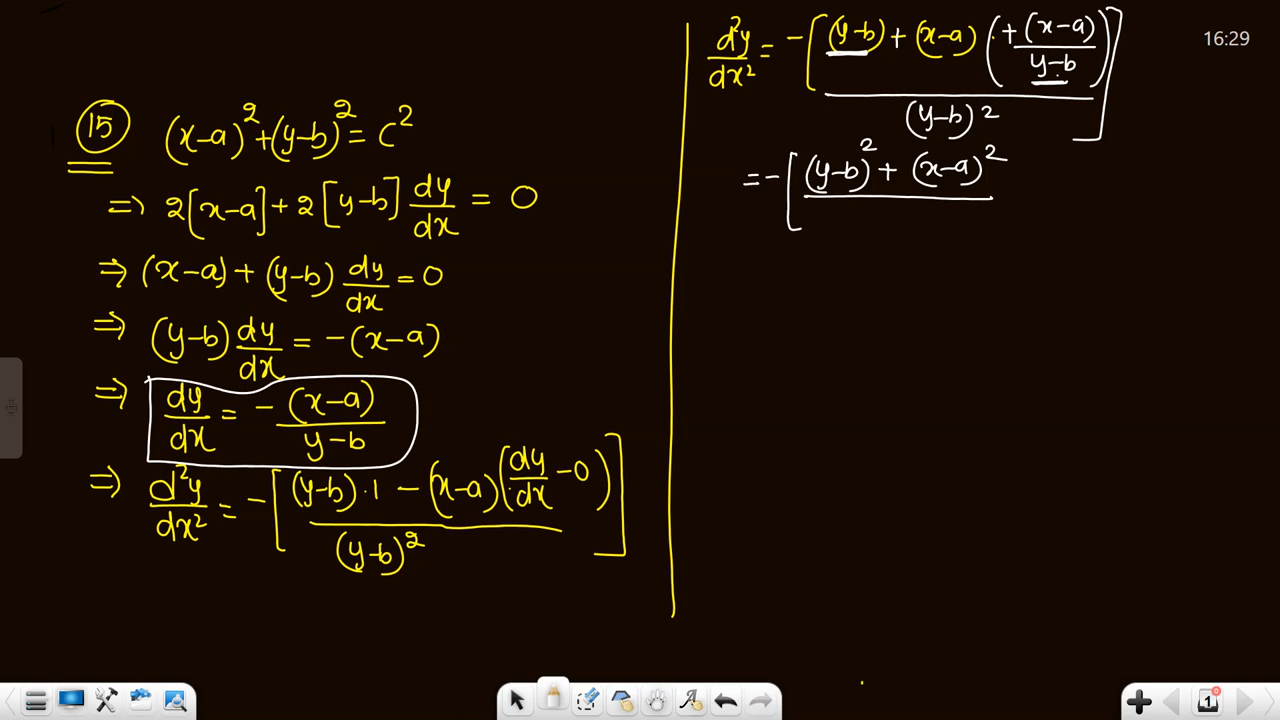 (15) (x-a)² + (y-b)² = C²
⇒ 2[x-a] + 2[y-b] dy/dx = 0
⇒ (x-a) + (y-b) dy/dx = 0
⇒ (y-b) dy/dx = -(x-a)
⇒ dy/dx = - (x-a)/(y-b)
⇒ d²y/dx² = - [ ((y-b)·1 - (x-a)(dy/dx - 0)) / (y-b)² ]
d²y/dx² = - [ ((y-b) + (x-a)(+(x-a)/(y-b))) / (y-b)² ]
= - [ (y-b)² + (x-a)²
16:29
1